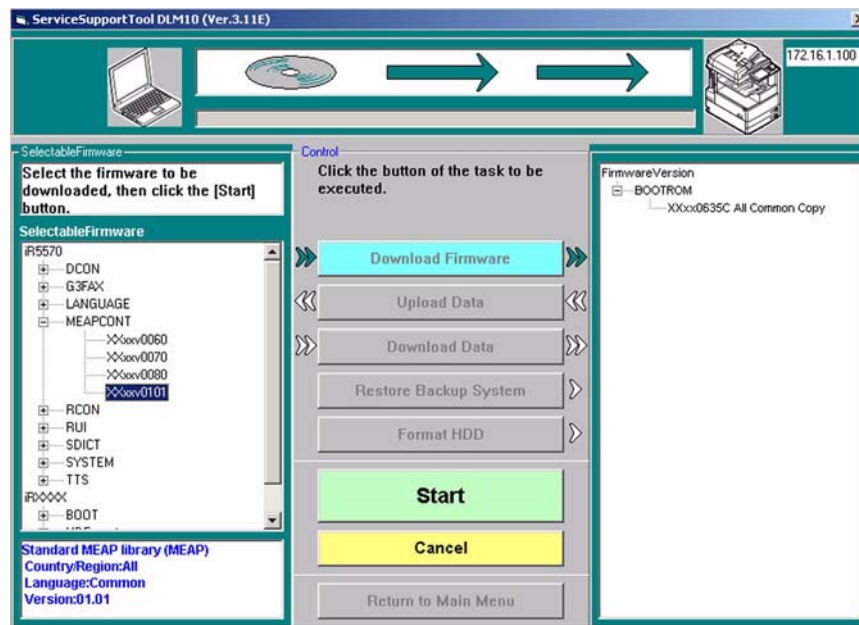 ServiceSupportTool DLM10 (Ver.3.11E)
172.16.1.100
SelectableFirmware
Select the firmware to be
downloaded, then click the [Start]
button.
SelectableFirmware
iR5570
DCON
G3FAX
LANGUAGE
MEAPCONT
XXxxv0060
XXxxv0070
XXxxv0080
XXxxv0101
RCON
RUI
SDICT
SYSTEM
TTS
iRXXXX
BOOT
Standard MEAP library (MEAP)
Country/Region:All
Language:Common
Version:01.01
Control
Click the button of the task to be
executed.
Download Firmware
Upload Data
Download Data
Restore Backup System
Format HDD
Start
Cancel
Return to Main Menu
FirmwareVersion
BOOTROM
XXxx0635C All Common Copy